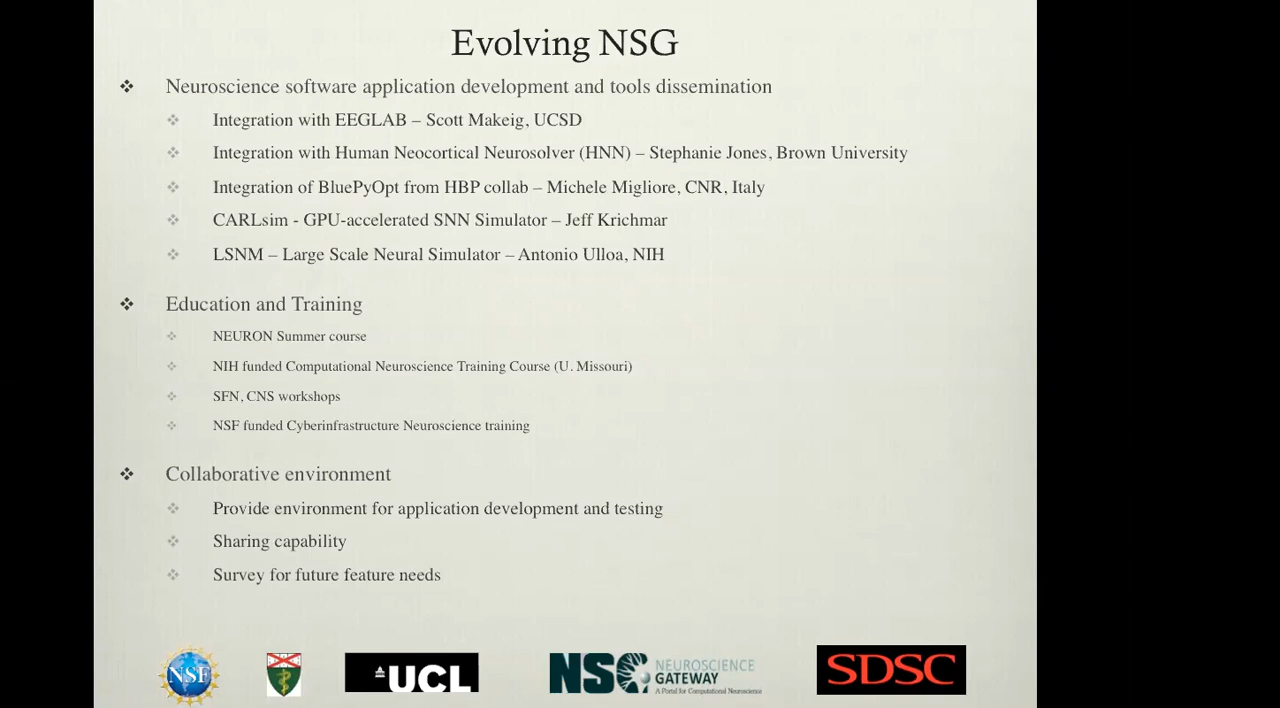 Evolving NSG
Neuroscience software application development and tools dissemination
Integration with EEGLAB – Scott Makeig, UCSD
Integration with Human Neocortical Neurosolver (HNN) – Stephanie Jones, Brown University
Integration of BluePyOpt from HBP collab – Michele Migliore, CNR, Italy
CARLsim - GPU-accelerated SNN Simulator – Jeff Krichmar
LSNM – Large Scale Neural Simulator – Antonio Ulloa, NIH
Education and Training
NEURON Summer course
NIH funded Computational Neuroscience Training Course (U. Missouri)
SFN, CNS workshops
NSF funded Cyberinfrastructure Neuroscience training
Collaborative environment
Provide environment for application development and testing
Sharing capability
Survey for future feature needs
NSF
UCL
NSG
NEUROSCIENCE
GATEWAY
A Portal for Computational Neuroscience
SDSC